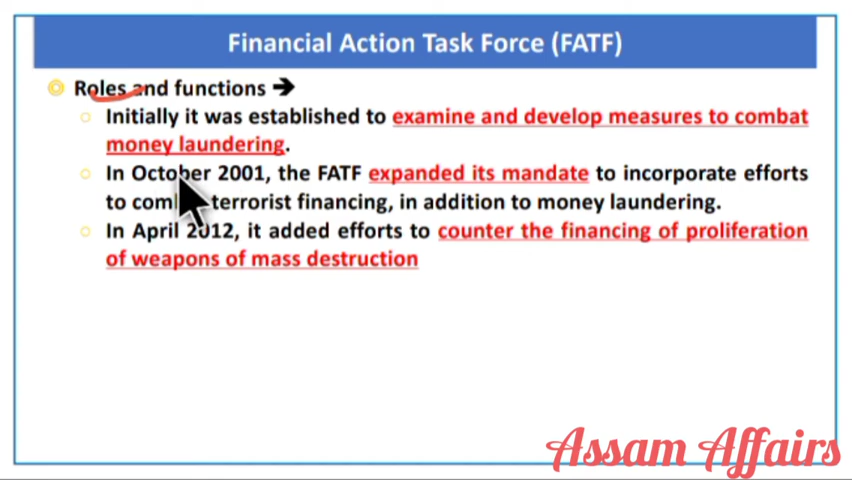 Financial Action Task Force (FATF)
Roles and functions ➔
Initially it was established to examine and develop measures to combat
money laundering.
In October 2001, the FATF expanded its mandate to incorporate efforts
to terrorist financing, in addition to money laundering.
In April 2012, it added efforts to counter the financing of proliferation
of weapons of mass destruction
Assam Affairs